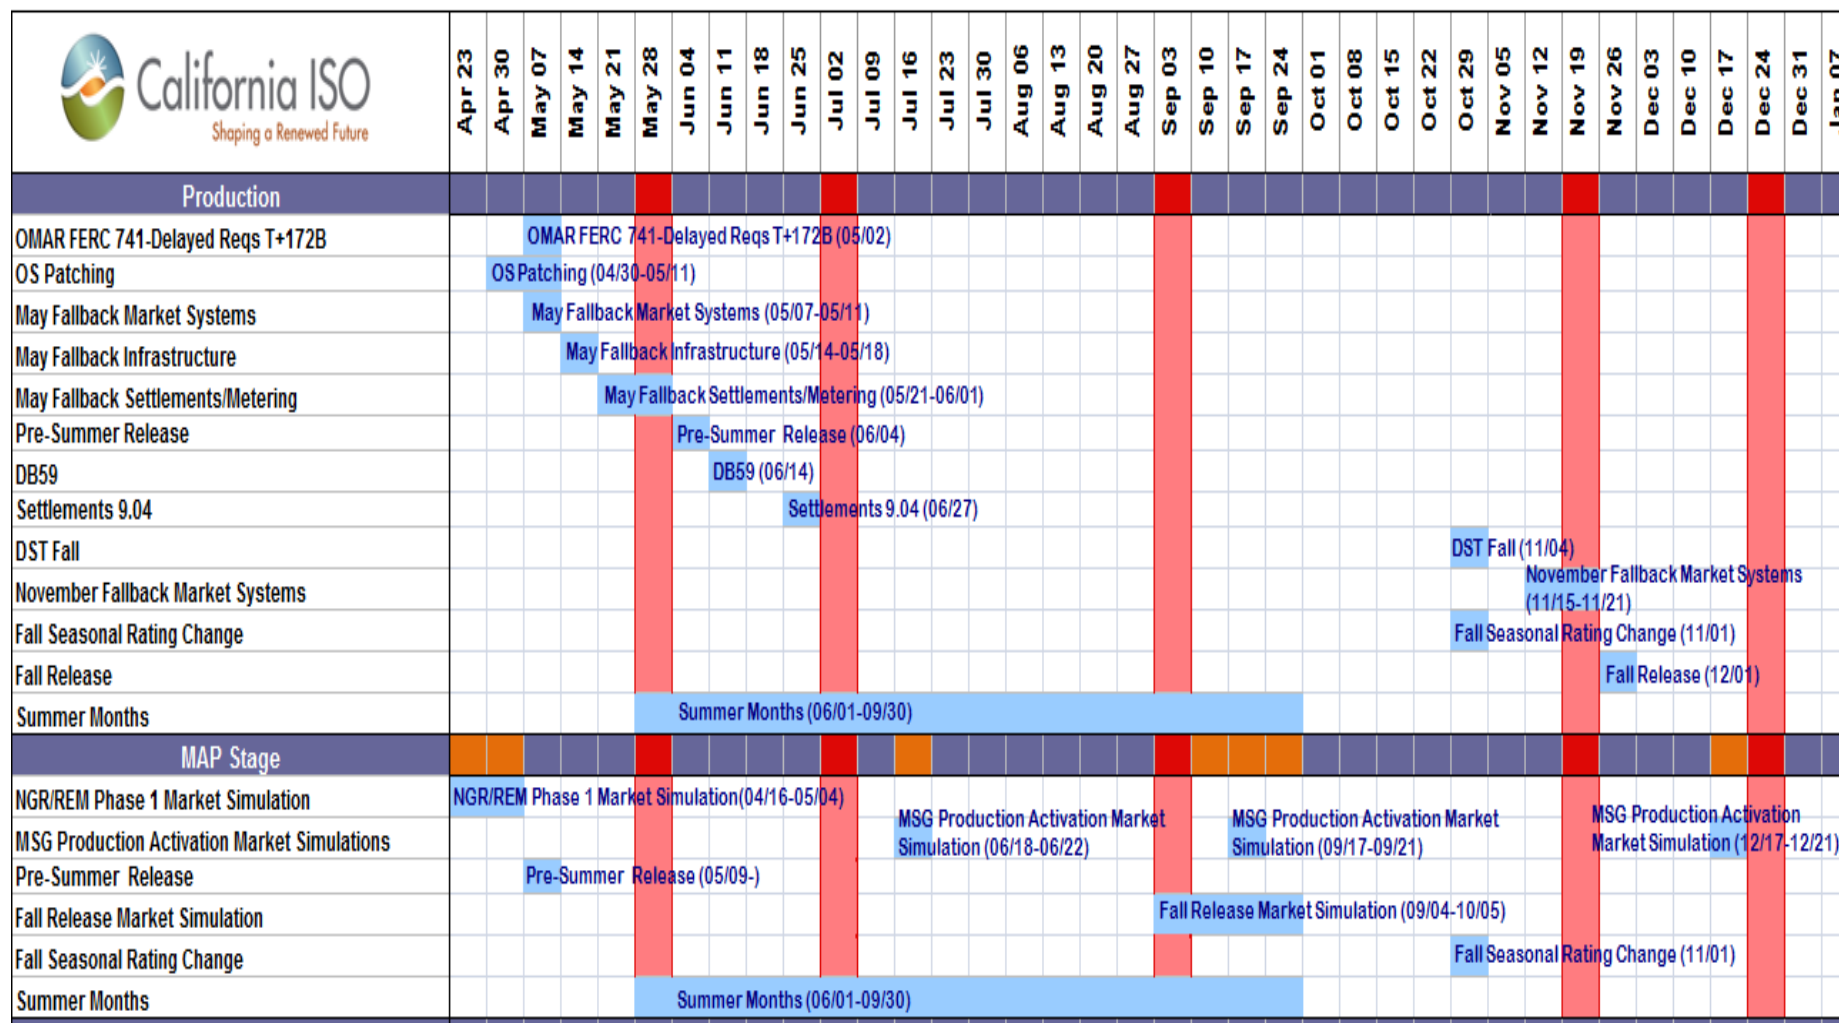 California ISO
Shaping a Renewed Future
Apr 23
Apr 30
May 07
May 14
May 21
May 28
Jun 04
Jun 11
Jun 18
Jun 25
Jul 02
Jul 09
Jul 16
Jul 23
Jul 30
Aug 06
Aug 13
Aug 20
Aug 27
Sep 03
Sep 10
Sep 17
Sep 24
Oct 01
Oct 08
Oct 15
Oct 22
Oct 29
Nov 05
Nov 12
Nov 19
Nov 26
Dec 03
Dec 10
Dec 17
Dec 24
Dec 31
Jan 07
Production
OMAR FERC 741-Delayed Reqs T+172B
OMAR FERC 741-Delayed Reqs T+172B (05/02)
OS Patching
OS Patching (04/30-05/11)
May Fallback Market Systems
May Fallback Market Systems (05/07-05/11)
May Fallback Infrastructure
May Fallback Infrastructure (05/14-05/18)
May Fallback Settlements/Metering
May Fallback Settlements/Metering (05/21-06/01)
Pre-Summer Release
Pre-Summer Release (06/04)
DB59
DB59 (06/14)
Settlements 9.04
Settlements 9.04 (06/27)
DST Fall
DST Fall (11/04)
November Fallback Market Systems
November Fallback Market Systems
(11/15-11/21)
Fall Seasonal Rating Change
Fall Seasonal Rating Change (11/01)
Fall Release
Fall Release (12/01)
Summer Months
Summer Months (06/01-09/30)
MAP Stage
NGR/REM Phase 1 Market Simulation
NGR/REM Phase 1 Market Simulation(04/16-05/04)
MSG Production Activation Market Simulations
MSG Production Activation Market
Simulation (06/18-06/22)
MSG Production Activation Market
Simulation (09/17-09/21)
MSG Production Activation
Market Simulation (12/17-12/21)
Pre-Summer Release
Pre-Summer Release (05/09-)
Fall Release Market Simulation
Fall Release Market Simulation (09/04-10/05)
Fall Seasonal Rating Change
Fall Seasonal Rating Change (11/01)
Summer Months
Summer Months (06/01-09/30)